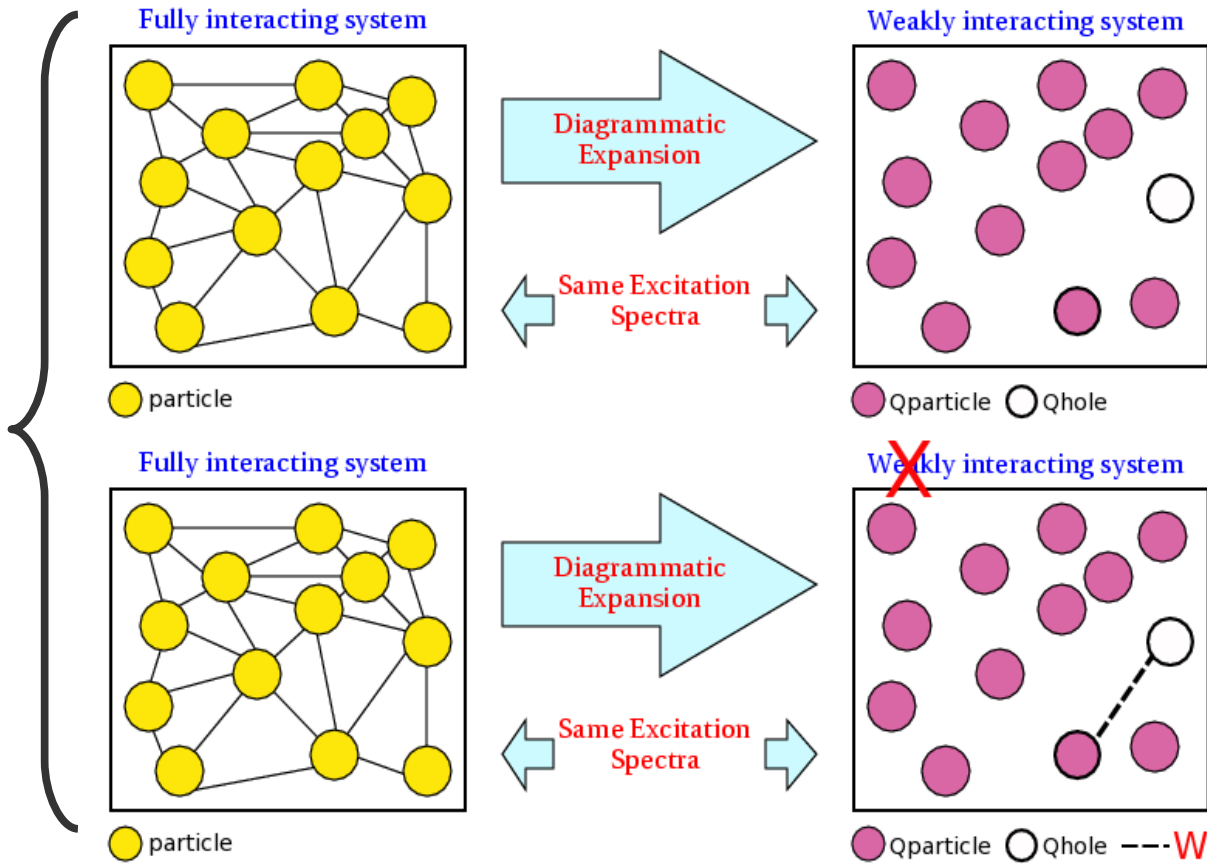 Fully interacting system
Weakly interacting system
Diagrammatic
Expansion
Same Excitation
Spectra
particle
Qparticle
Qhole
Fully interacting system
X
Weakly interacting system
Diagrammatic
Expansion
Same Excitation
Spectra
particle
Qparticle
Qhole
W